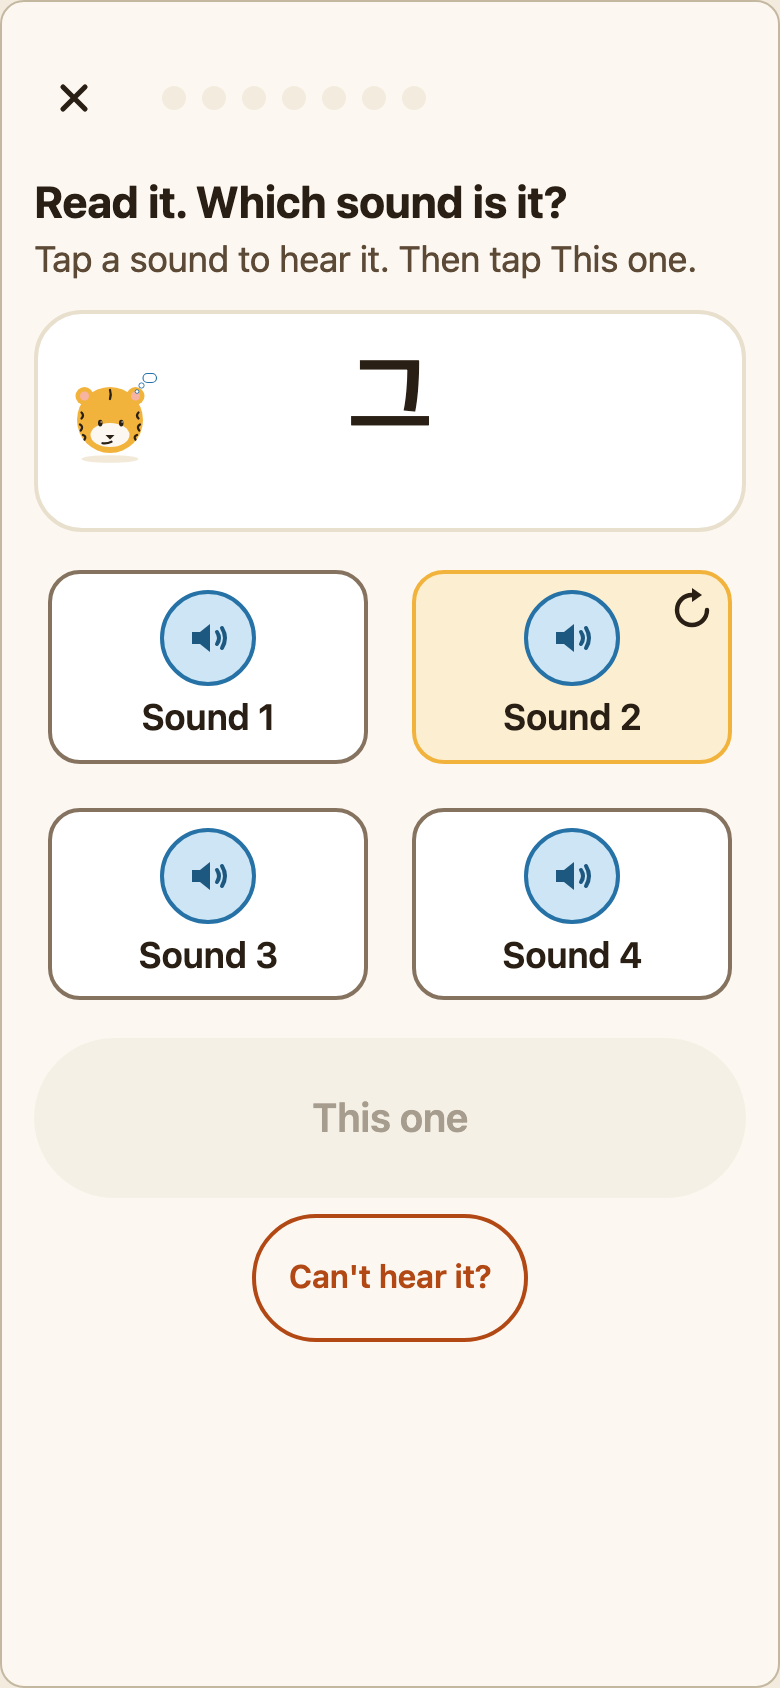 Read it. Which sound is it?
Tap a sound to hear it. Then tap This one.
그
Sound 1
Sound 2
Sound 3
Sound 4
This one
Can't hear it?